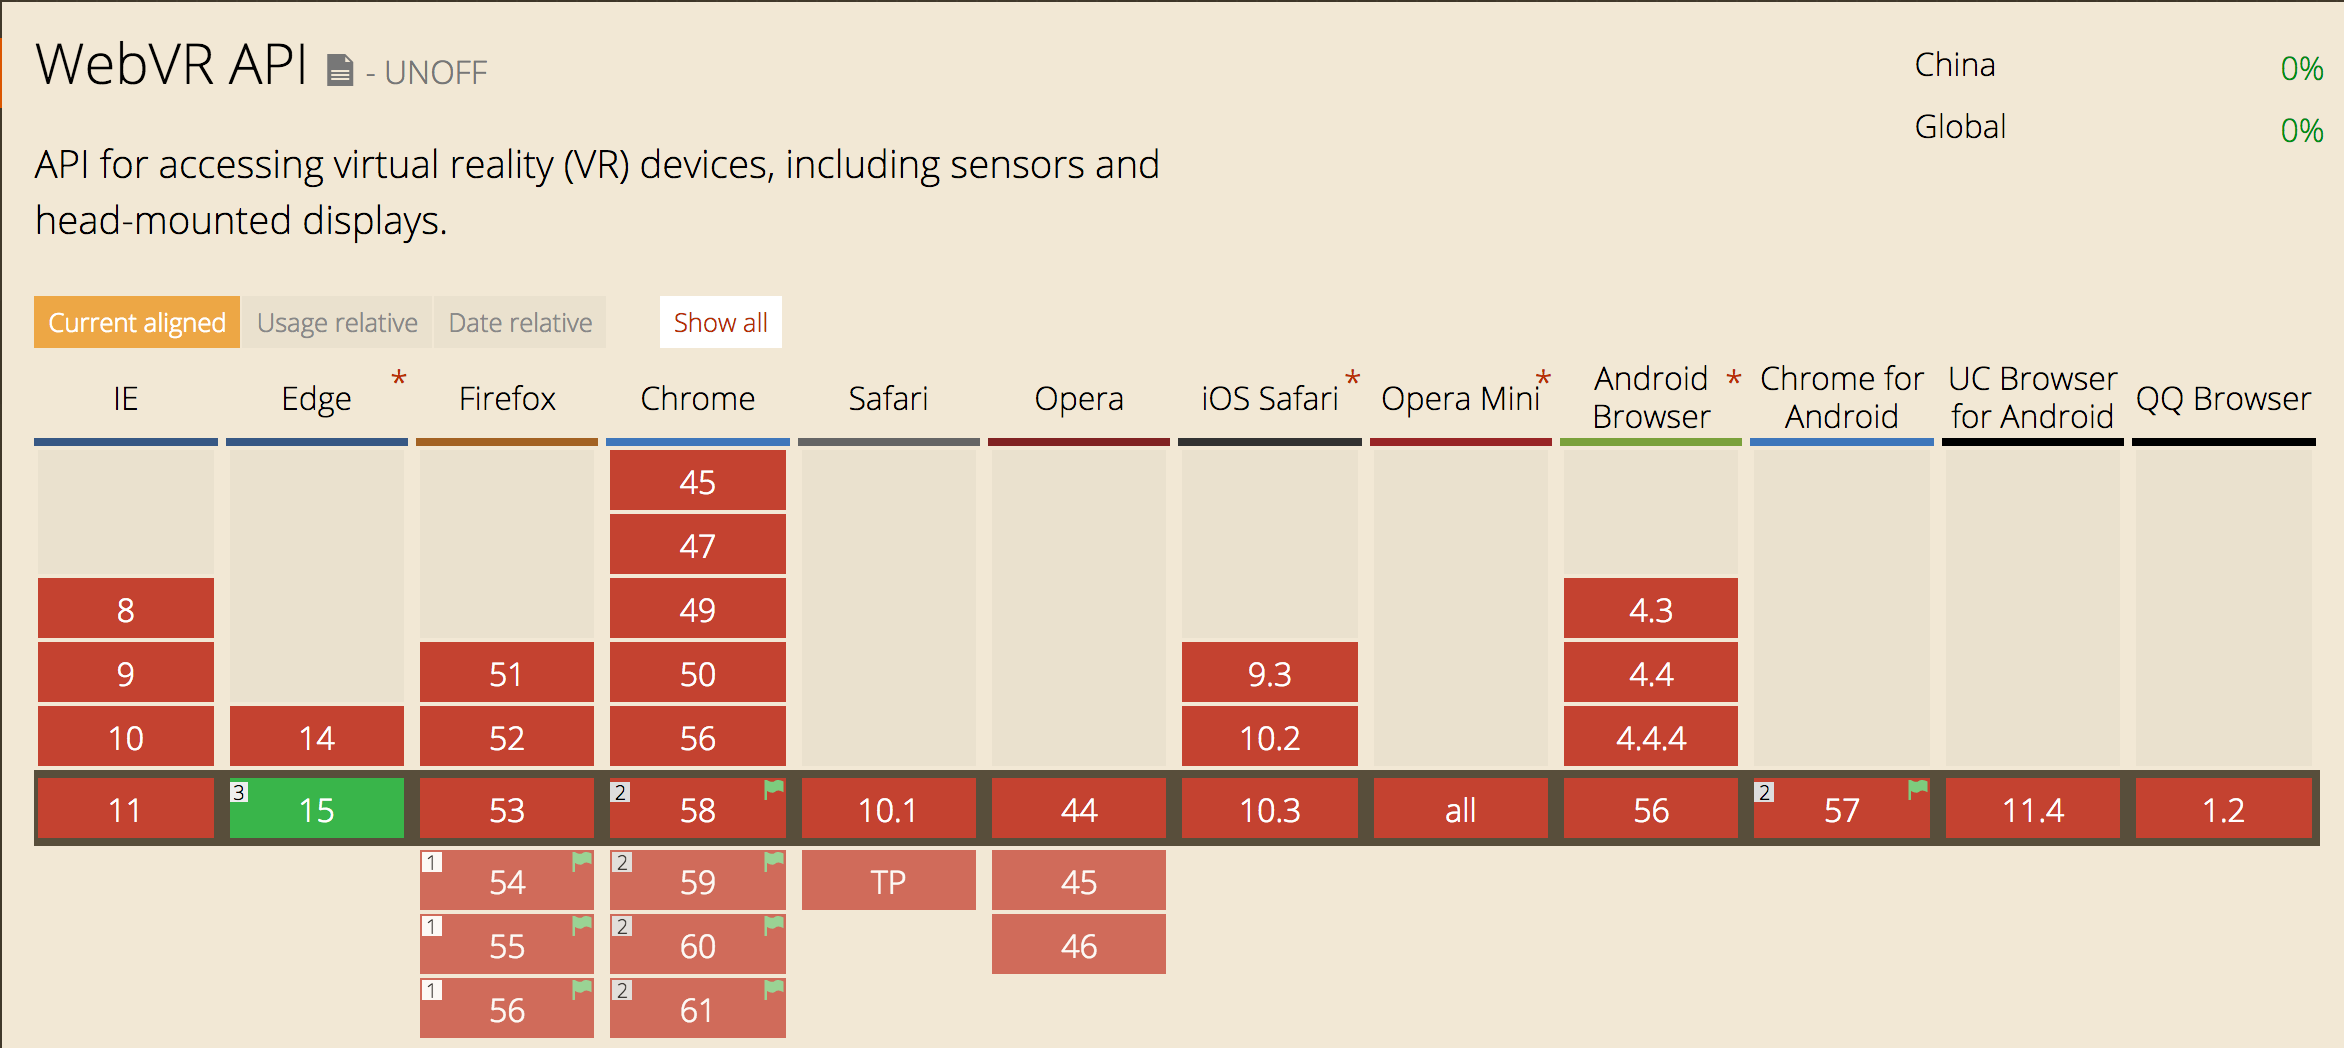 WebVR API - UNOFF
China 0%
Global 0%
API for accessing virtual reality (VR) devices, including sensors and
head-mounted displays.
Current aligned Usage relative Date relative Show all
IE Edge * Firefox Chrome Safari Opera iOS Safari * Opera Mini * Android Browser * Chrome for Android UC Browser for Android QQ Browser
45
47
8 49 4.3
9 51 50 9.3 4.4
10 14 52 56 10.2 4.4.4
11 3 15 53 2 58 10.1 44 10.3 all 56 2 57 11.4 1.2
1 54 2 59 TP 45
1 55 2 60 46
1 56 2 61